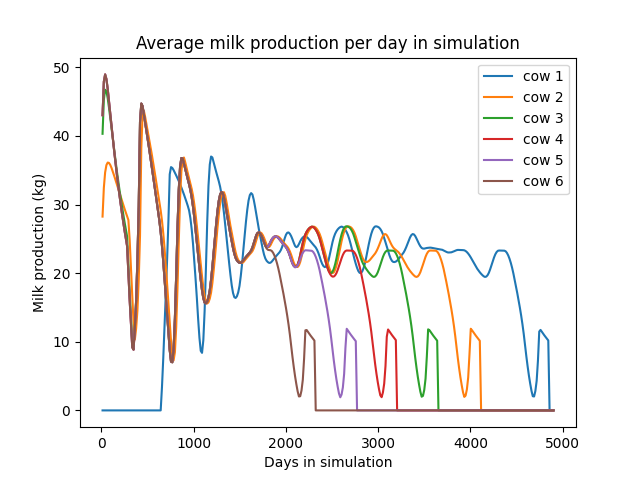 Average milk production per day in simulation
50
40
30
20
10
0
Milk production (kg)
cow 1
cow 2
cow 3
cow 4
cow 5
cow 6
0 1000 2000 3000 4000 5000
Days in simulation